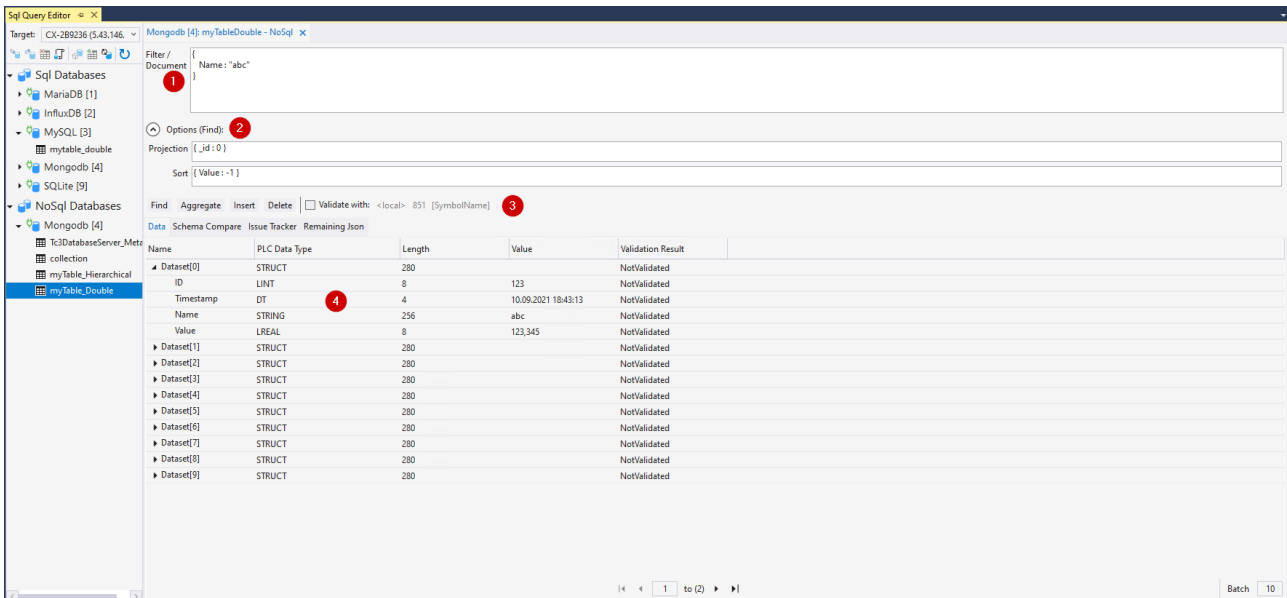 Sql Query Editor
Target: CX-2B9236 (5.43.146.
Sql Databases
MariaDB [1]
InfluxDB [2]
MySQL [3]
mytable_double
Mongodb [4]
SQLite [9]
NoSql Databases
Mongodb [4]
Tc3DatabaseServer_Meta
collection
myTable_Hierarchical
myTable_Double
Mongodb [4]: myTableDouble - NoSql
Filter / Document
{
Name : "abc"
}
1
Options (Find): 2
Projection { _id : 0 }
Sort { Value : -1 }
Find Aggregate Insert Delete Validate with: <local> 851 [SymbolName] 3
Data Schema Compare Issue Tracker Remaining Json
Name PLC Data Type Length Value Validation Result
Dataset[0] STRUCT 280 NotValidated
ID LINT 8 123 NotValidated
Timestamp DT 4 10.09.2021 18:43:13 NotValidated
4
Name STRING 256 abc NotValidated
Value LREAL 8 123,345 NotValidated
Dataset[1] STRUCT 280 NotValidated
Dataset[2] STRUCT 280 NotValidated
Dataset[3] STRUCT 280 NotValidated
Dataset[4] STRUCT 280 NotValidated
Dataset[5] STRUCT 280 NotValidated
Dataset[6] STRUCT 280 NotValidated
Dataset[7] STRUCT 280 NotValidated
Dataset[8] STRUCT 280 NotValidated
Dataset[9] STRUCT 280 NotValidated
1 to (2)
Batch 10